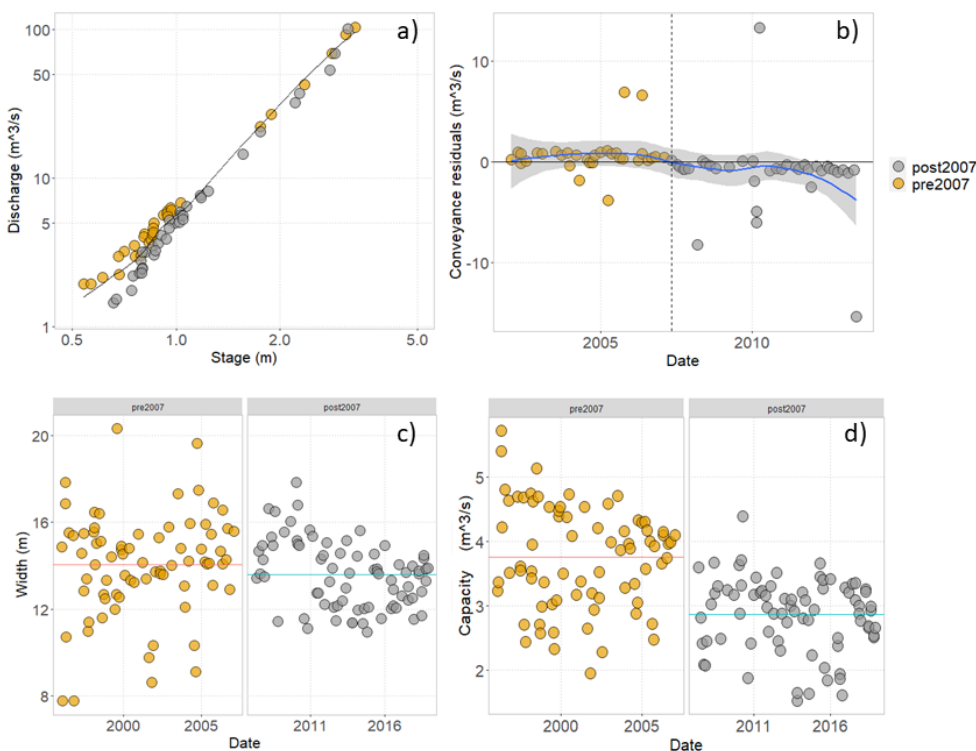 a)
Discharge (m^3/s)
100
50
10
5
1
0.5
1.0
2.0
5.0
Stage (m)
b)
Conveyance residuals (m^3/s)
10
0
-10
2005
2010
Date
post2007
pre2007
pre2007
post2007
c)
Width (m)
20
16
12
8
2000
2005
2011
2016
Date
pre2007
post2007
d)
Capacity (m^3/s)
5
4
3
2
2000
2005
2011
2016
Date